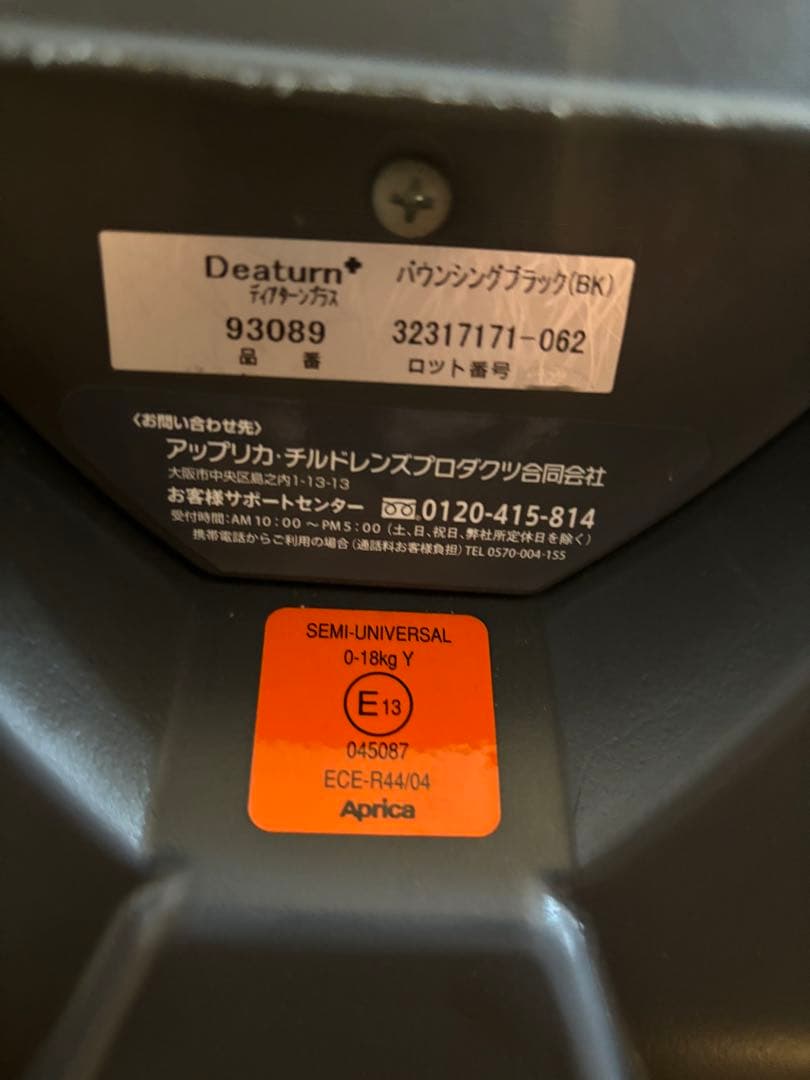 Deaturn+ バウンシングブラック(BK)
ディアターンプラス
93089 32317171-062
品 番 ロット番号
〈お問い合わせ先〉
アップリカ・チルドレンズプロダクツ合同会社
大阪市中央区島之内1-13-13
お客様サポートセンター 0120-415-814
受付時間:AM 10:00 ～PM 5:00 (土、日、祝日、弊社所定休日を除く)
携帯電話からご利用の場合(通話料お客様負担) TEL 0570-004-155
SEMI-UNIVERSAL
0-18kg Y
E 13
045087
ECE-R44/04
Aprica